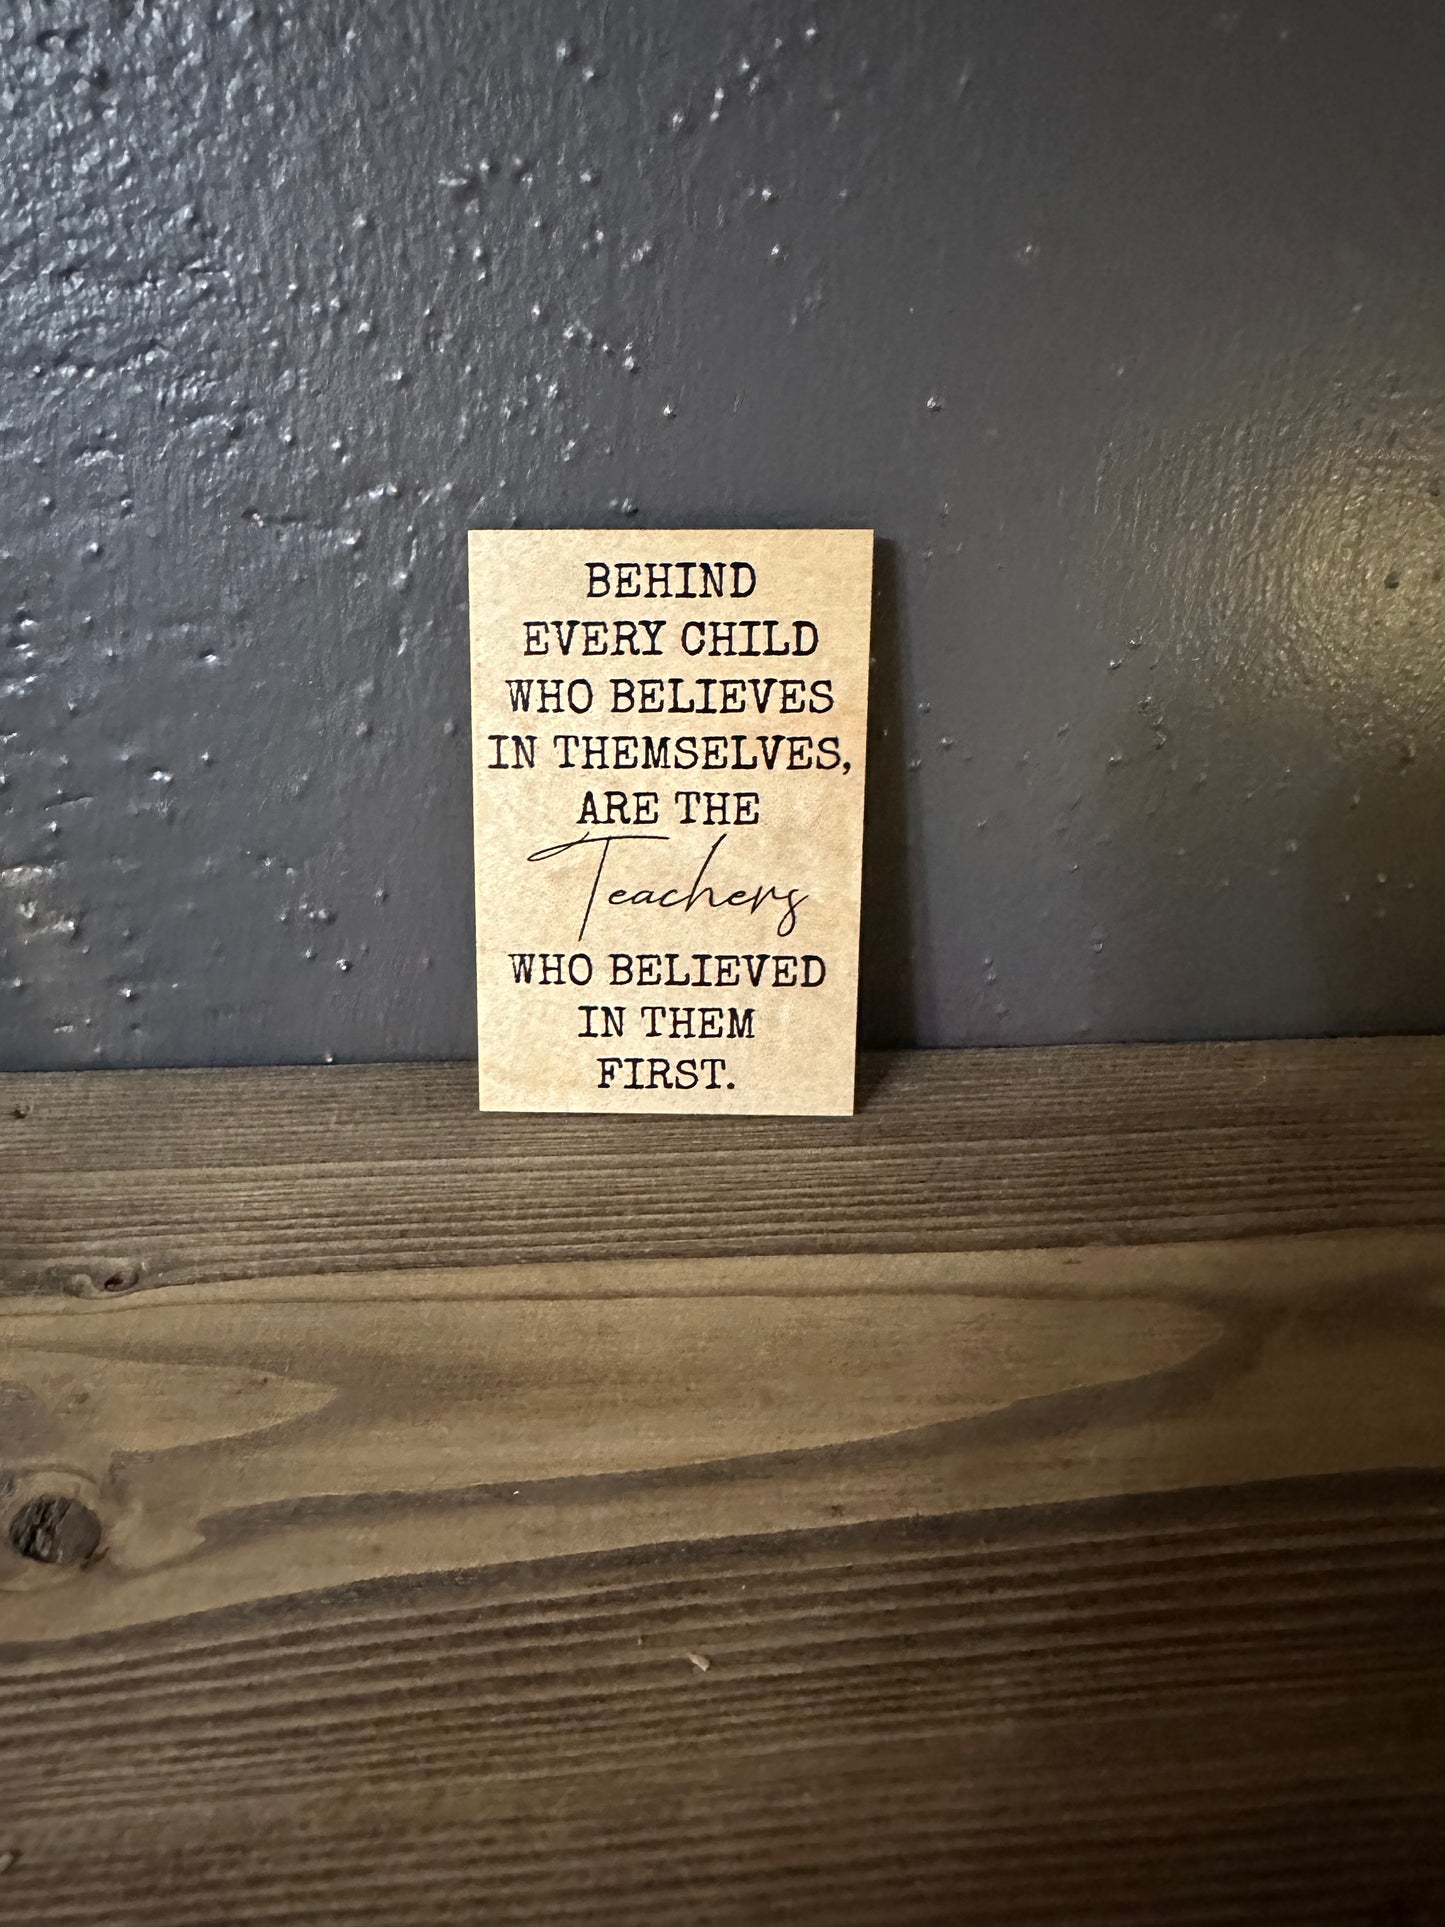 BEHIND
EVERY CHILD
WHO BELIEVES
IN THEMSELVES,
ARE THE
Teachers
WHO BELIEVED
IN THEM
FIRST.